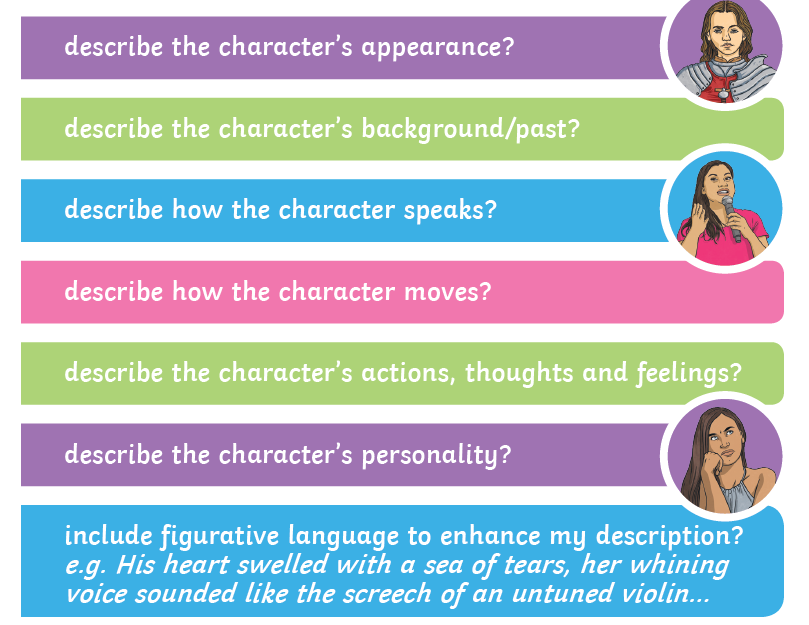 describe the character’s appearance?
describe the character’s background/past?
describe how the character speaks?
describe how the character moves?
describe the character’s actions, thoughts and feelings?
describe the character’s personality?
include figurative language to enhance my description?
e.g. His heart swelled with a sea of tears, her whining
voice sounded like the screech of an untuned violin...